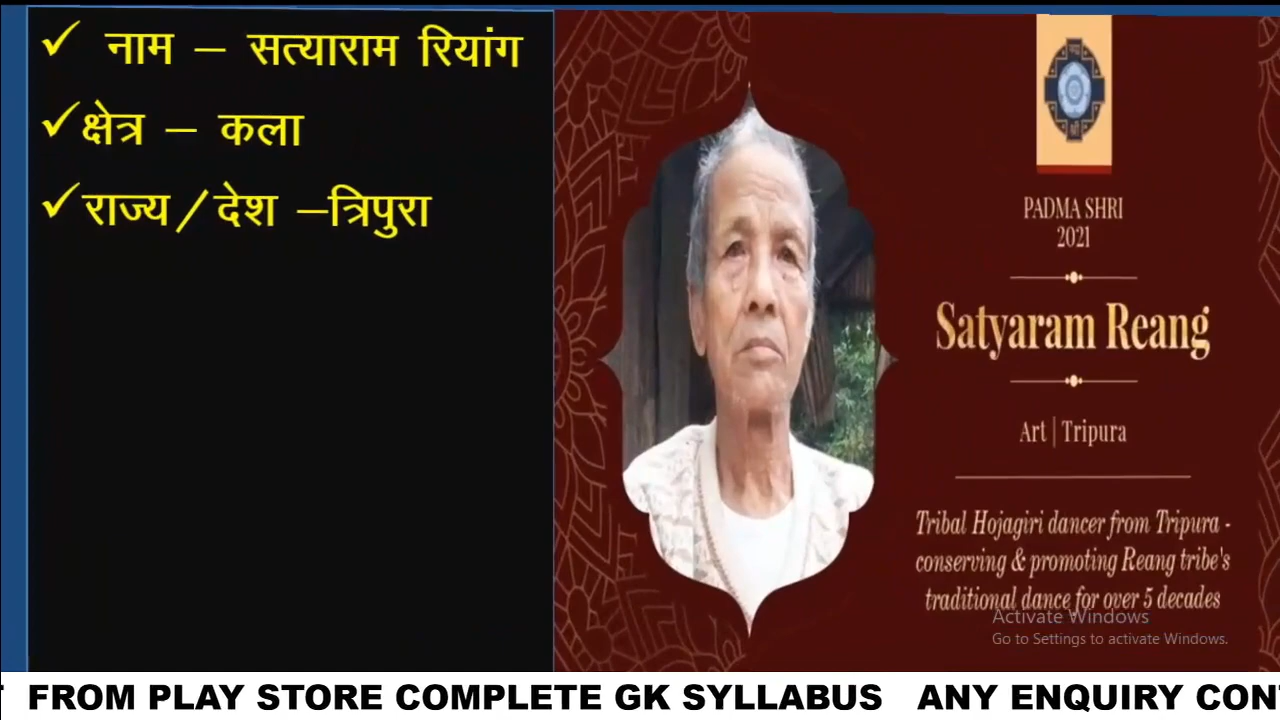 ✓ नाम – सत्याराम रियांग
✓ क्षेत्र – कला
✓ राज्य/देश –त्रिपुरा
PADMA SHRI
2021
Satyaram Reang
Art | Tripura
Tribal Hojagiri dancer from Tripura -
conserving & promoting Reang tribe's
traditional dance for over 5 decades
Activate Windows
Go to Settings to activate Windows.
FROM PLAY STORE COMPLETE GK SYLLABUS ANY ENQUIRY